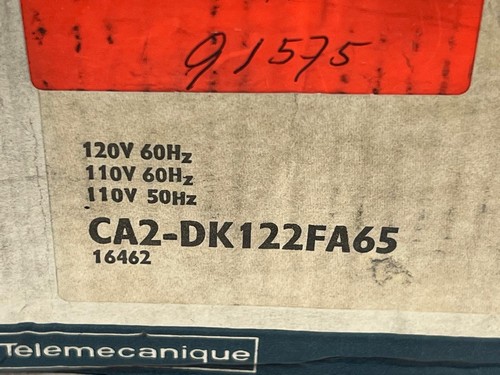 91575
120V 60Hz
110V 60Hz
110V 50Hz
CA2-DK122FA65
16462
Telemecanique